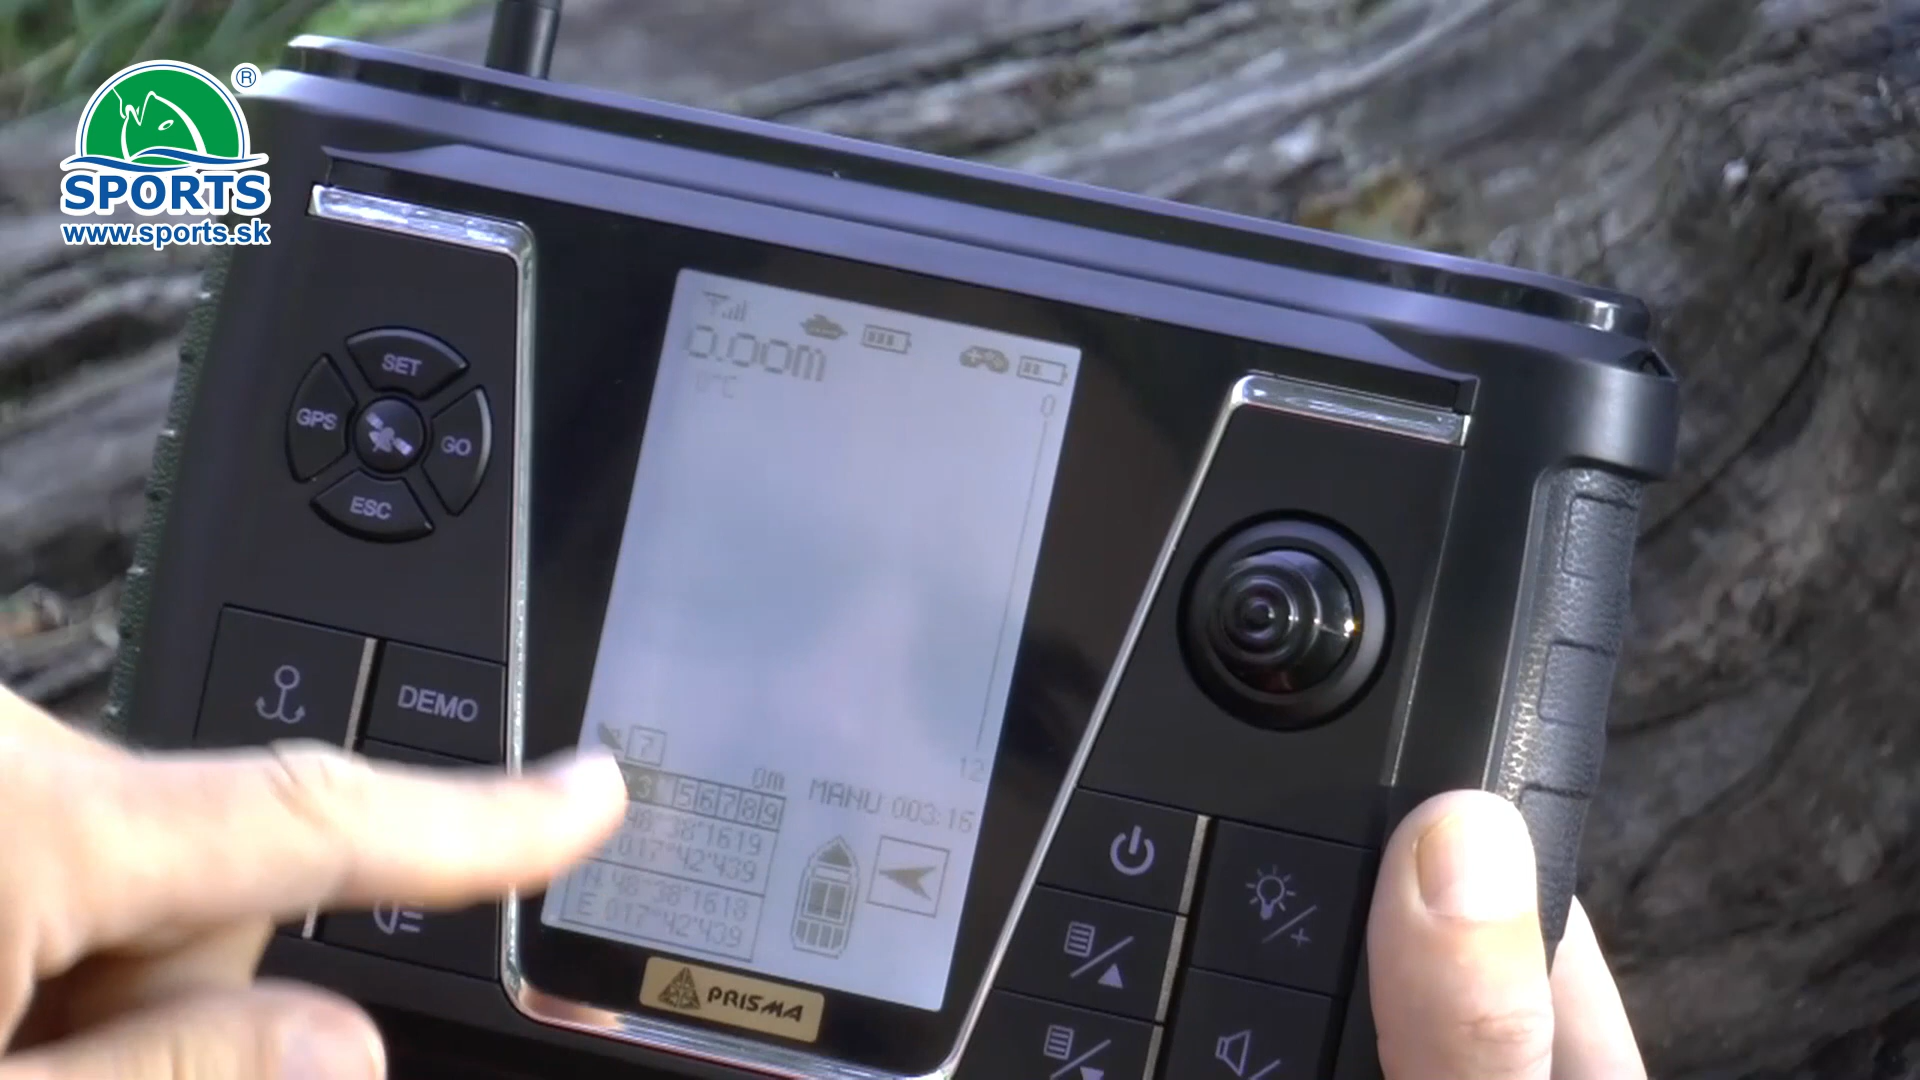 SPORTS ®
www.sports.sk
SET
GPS
GO
ESC
DEMO
0.00m
0°C
0
12
7
0m
3 5 6 7 8 9
MANU 003:15
48°38'1619
017°42'439
N 48°38'1618
E 017°42'439
PRISMA